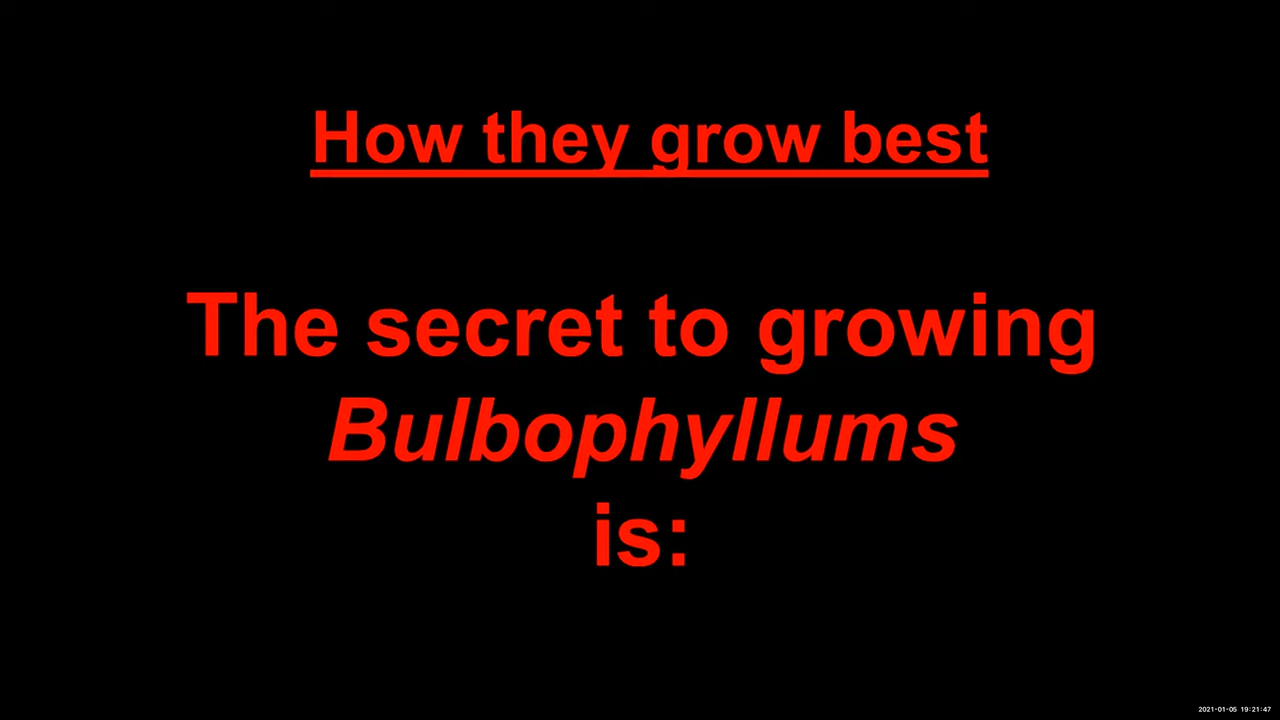 How they grow best
The secret to growing
Bulbophyllums
is:
2021-01-05 19:21:47